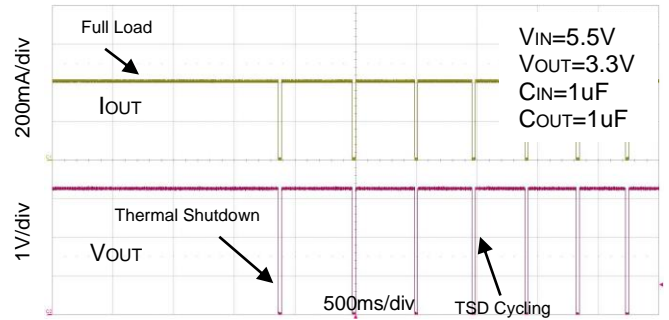 Full Load
200mA/div
IOUT
VIN=5.5V
VOUT=3.3V
CIN=1uF
COUT=1uF
Thermal Shutdown
1V/div
VOUT
500ms/div
TSD Cycling